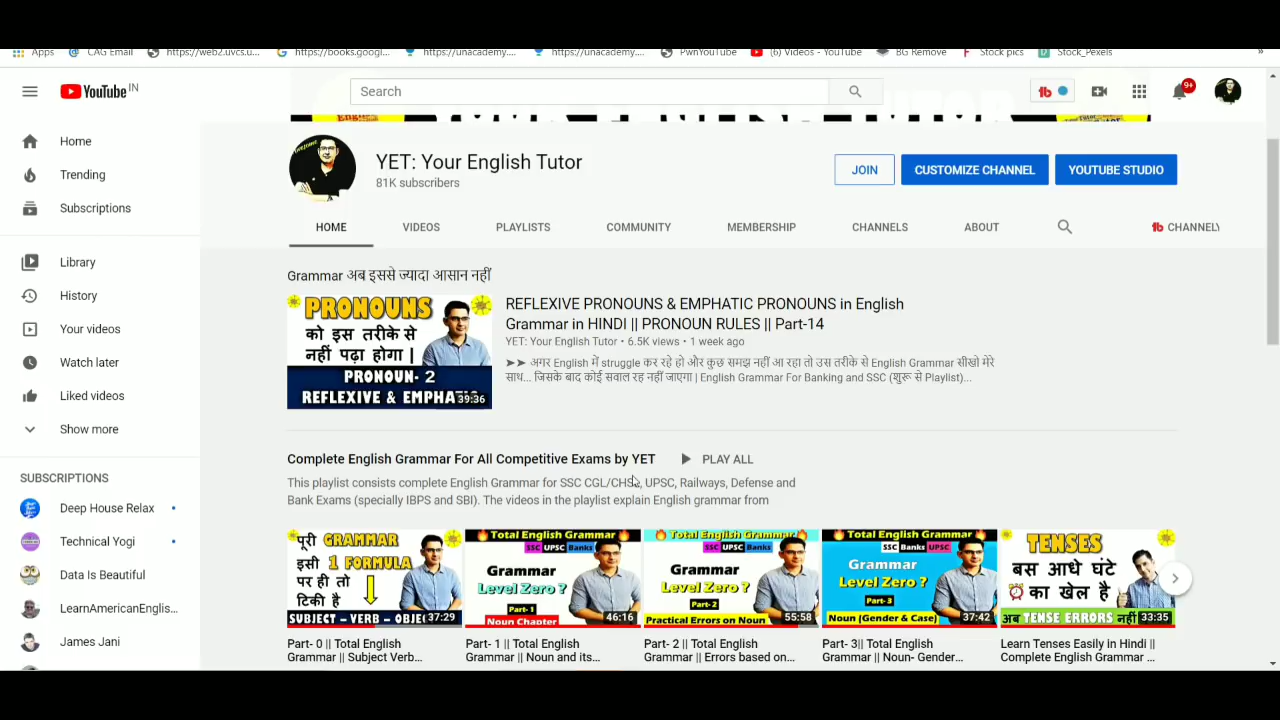 Apps CAG Email https://web2.uvcs.u... https://books.googl... https://unacademy.... https://unacademy.... PwnYouTube (6) Videos - YouTube BG Remove Stock pics Stock_Pexels »
YouTube IN
Search
9+
YOUR ENGLISH TUTOR
Home
Trending
Subscriptions
Library
History
Your videos
Watch later
Liked videos
Show more
SUBSCRIPTIONS
Deep House Relax
Technical Yogi
Data Is Beautiful
LearnAmericanEnglis...
James Jani
YET: Your English Tutor
81K subscribers
JOIN CUSTOMIZE CHANNEL YOUTUBE STUDIO
HOME VIDEOS PLAYLISTS COMMUNITY MEMBERSHIP CHANNELS ABOUT tb CHANNELY
Grammar अब इससे ज्यादा आसान नहीं
PRONOUNS
को इस तरीके से
नहीं पढ़ा होगा |
PRONOUN- 2
REFLEXIVE & EMPHATIC
39:36
REFLEXIVE PRONOUNS & EMPHATIC PRONOUNS in English
Grammar in HINDI || PRONOUN RULES || Part-14
YET: Your English Tutor • 6.5K views • 1 week ago
➤➤ अगर English में struggle कर रहे हो और कुछ समझ नहीं आ रहा तो उस तरीके से English Grammar सीखो मेरे
साथ... जिसके बाद कोई सवाल रह नहीं जाएगा | English Grammar For Banking and SSC (शुरू से Playlist)...
Complete English Grammar For All Competitive Exams by YET PLAY ALL
This playlist consists complete English Grammar for SSC CGL/CHSL, UPSC, Railways, Defense and
Bank Exams (specially IBPS and SBI). The videos in the playlist explain English grammar from
पूरी GRAMMAR
इसी 1 FORMULA
पर ही तो
टिकी है
SUBJECT - VERB - OBJE
37:29
Part- 0 || Total English
Grammar || Subject Verb...
Total English Grammar
SSC UPSC Banks
Grammar
Level Zero ?
Part- 1
Noun Chapter
46:16
Part- 1 || Total English
Grammar || Noun and its...
Total English Grammar
SSC UPSC Banks
Grammar
Level Zero ?
Part- 2
Practical Errors on Noun
55:58
Part- 2 || Total English
Grammar || Errors based on...
Total English Grammar
SSC Banks UPSC
Grammar
Level Zero ?
Part- 3
Noun (Gender & Case)
37:42
Part- 3|| Total English
Grammar || Noun- Gender...
TENSES
बस आधे घंटे
का खेल है
अब TENSE ERRORS नहीं
33:35
Learn Tenses Easily in Hindi ||
Complete English Grammar ...